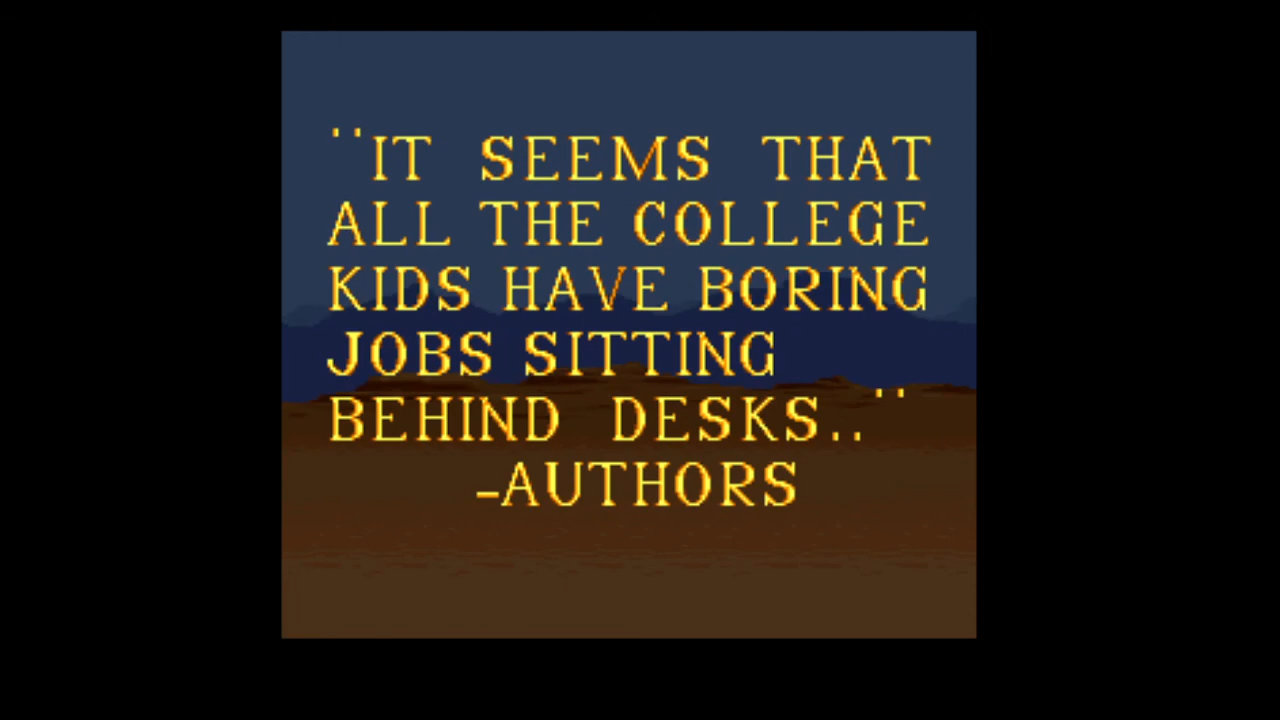 ¨IT SEEMS THAT
ALL THE COLLEGE
KIDS HAVE BORING
JOBS SITTING
BEHIND DESKS..¨
-AUTHORS